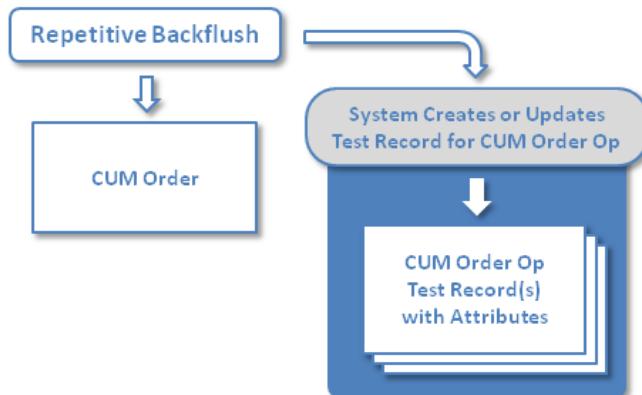 Repetitive Backflush
System Creates or Updates
Test Record for CUM Order Op
CUM Order
CUM Order Op
Test Record(s)
with Attributes